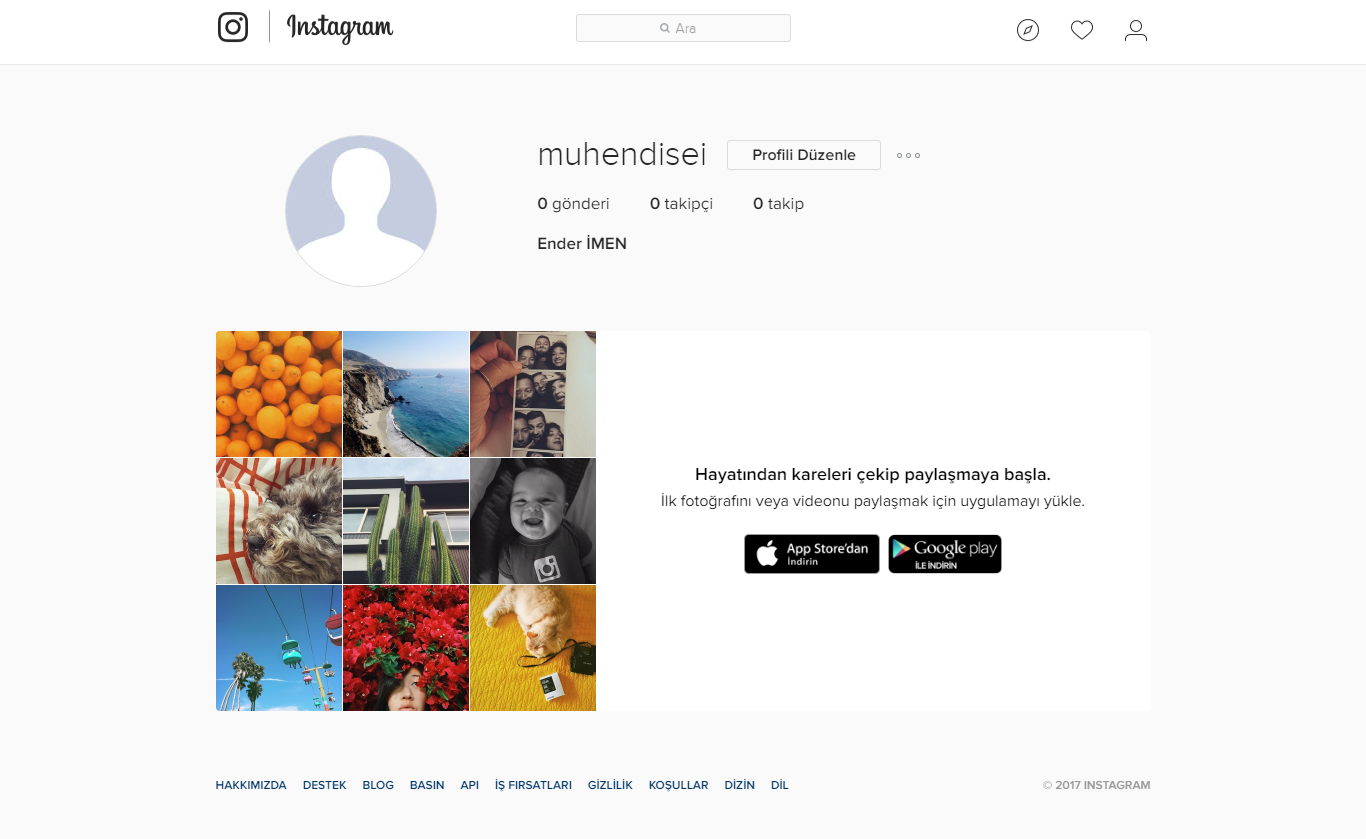 Instagram
Ara
muhendisei Profili Düzenle
0 gönderi 0 takipçi 0 takip
Ender İMEN
Hayatından kareleri çekip paylaşmaya başla.
İlk fotoğrafını veya videonu paylaşmak için uygulamayı yükle.
App Store'dan
İndirin
Google play
İLE İNDİRİN
HAKKIMIZDA DESTEK BLOG BASIN API İŞ FIRSATLARI GİZLİLİK KOŞULLAR DİZİN DİL © 2017 INSTAGRAM